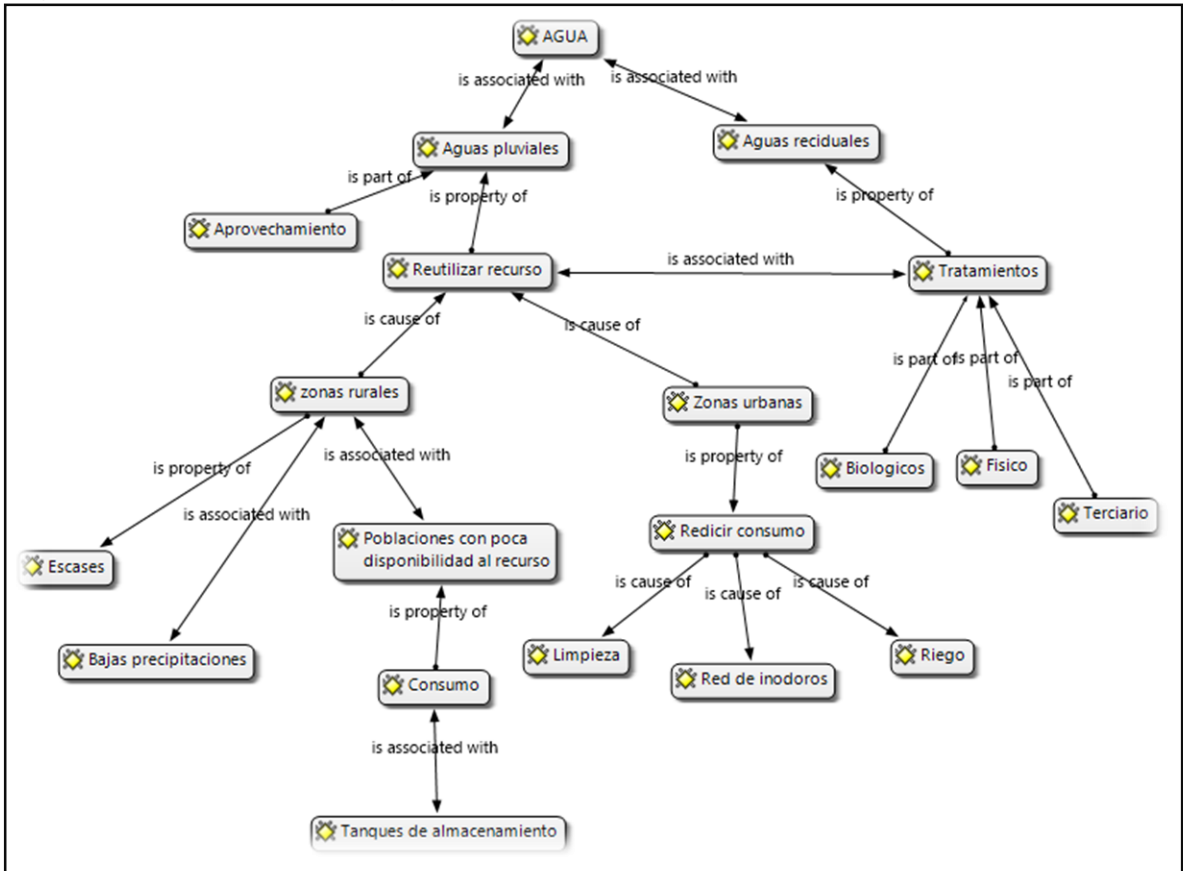 AGUA
is associated with
is associated with
Aguas pluviales
Aguas reciduales
is part of
is property of
is property of
Aprovechamiento
Reutilizar recurso
is associated with
Tratamientos
is cause of
is cause of
is part of
is part of
is part of
zonas rurales
Zonas urbanas
is property of
is associated with
is property of
is associated with
Biologicos
Fisico
Terciario
Escases
Poblaciones con poca
disponibilidad al recurso
Redicir consumo
is cause of
is cause of
is cause of
is property of
Bajas precipitaciones
Limpieza
Red de inodoros
Riego
Consumo
is associated with
Tanques de almacenamiento